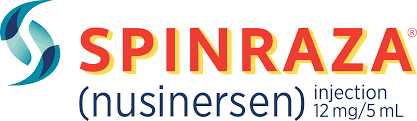 SPINRAZA®
(nusinersen) injection
12 mg/5 mL